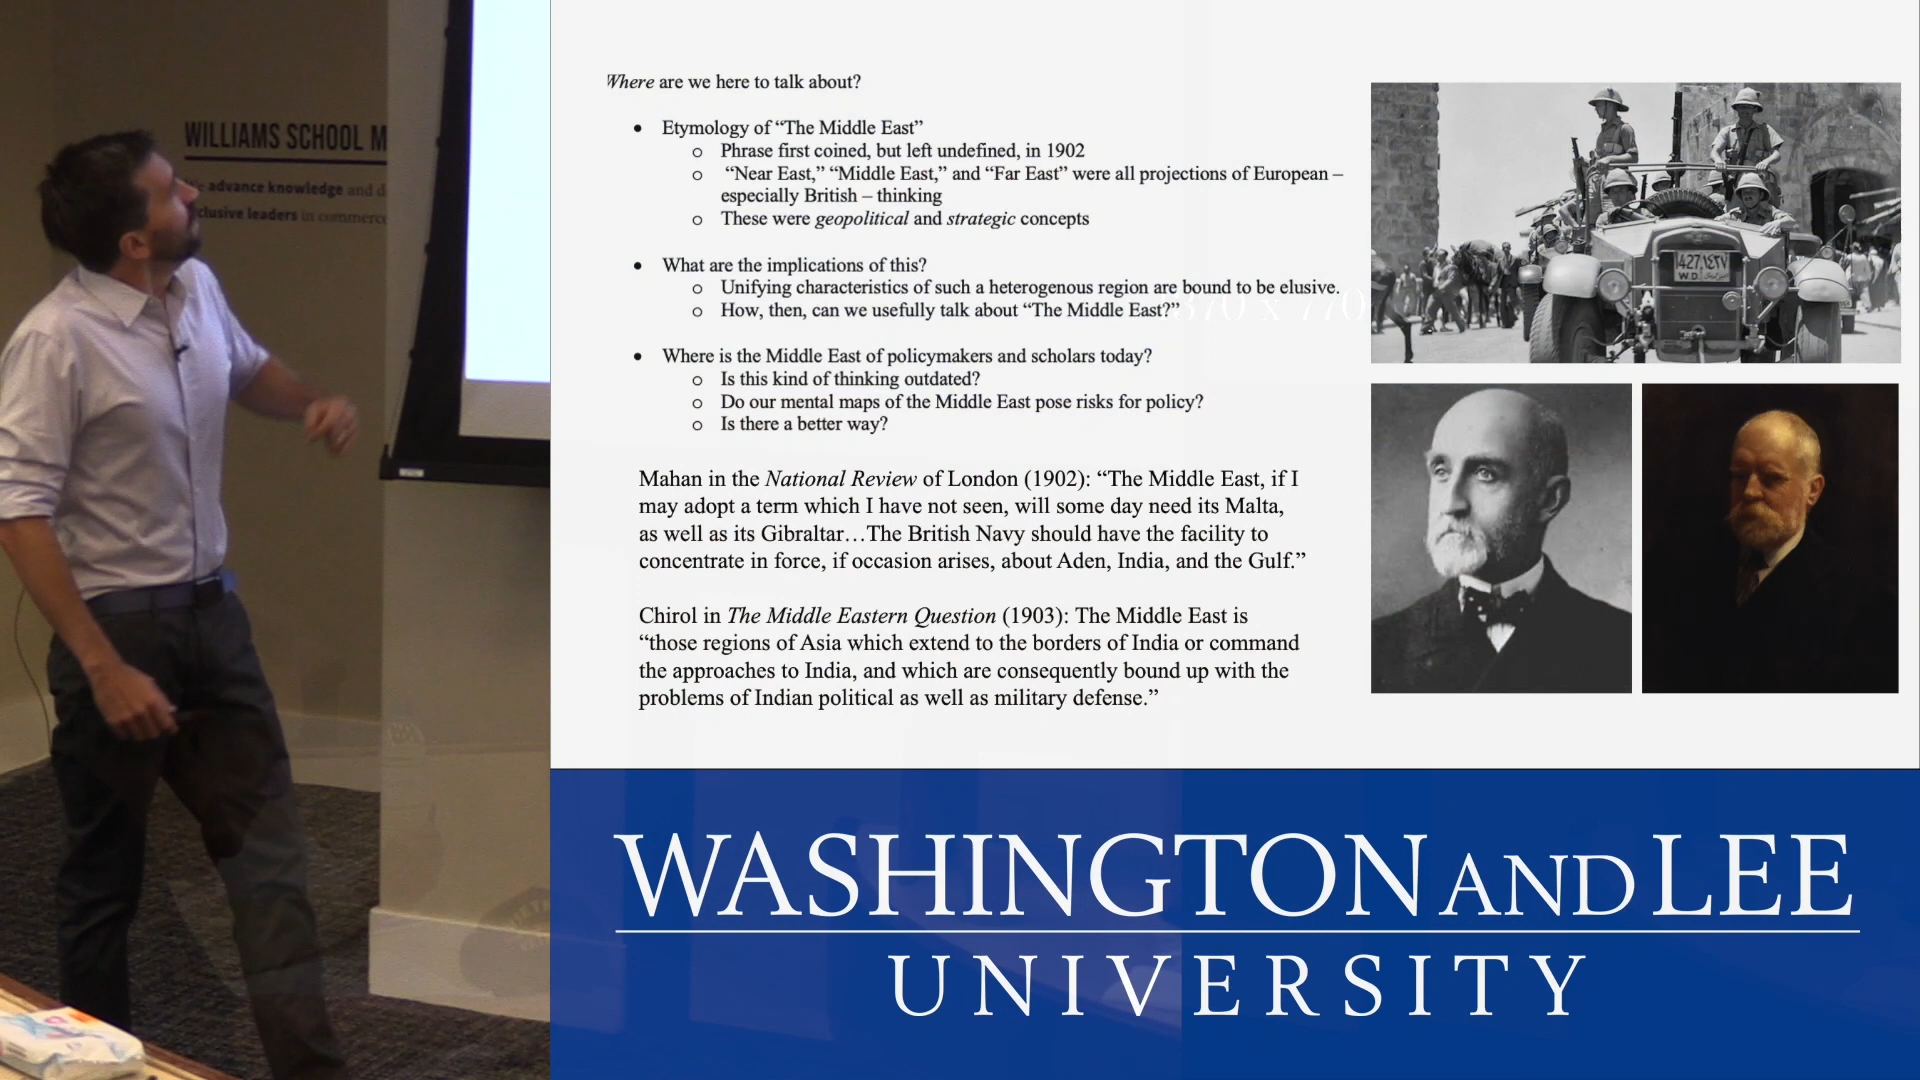 WILLIAMS SCHOOL M
We advance knowledge and d
clusive leaders in commerce
Where are we here to talk about?
• Etymology of “The Middle East”
o Phrase first coined, but left undefined, in 1902
o “Near East,” “Middle East,” and “Far East” were all projections of European –
especially British – thinking
o These were geopolitical and strategic concepts
• What are the implications of this?
o Unifying characteristics of such a heterogenous region are bound to be elusive.
o How, then, can we usefully talk about “The Middle East?”
370 x 770
• Where is the Middle East of policymakers and scholars today?
o Is this kind of thinking outdated?
o Do our mental maps of the Middle East pose risks for policy?
o Is there a better way?
Mahan in the National Review of London (1902): “The Middle East, if I
may adopt a term which I have not seen, will some day need its Malta,
as well as its Gibraltar…The British Navy should have the facility to
concentrate in force, if occasion arises, about Aden, India, and the Gulf.”
Chirol in The Middle Eastern Question (1903): The Middle East is
“those regions of Asia which extend to the borders of India or command
the approaches to India, and which are consequently bound up with the
problems of Indian political as well as military defense.”
1427 ١٤٢٧
W.D.
WASHINGTON AND LEE
UNIVERSITY